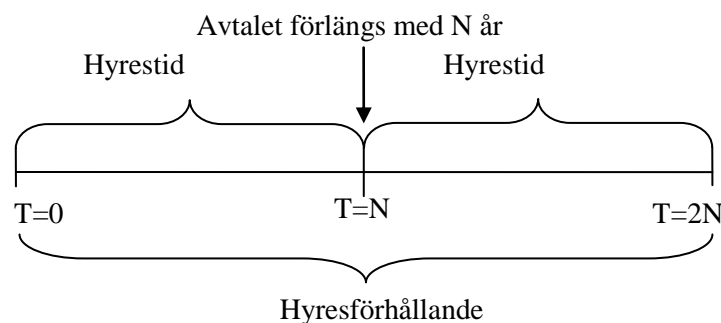 Avtalet förlängs med N år
Hyrestid Hyrestid
T=0 T=N T=2N
Hyresförhållande